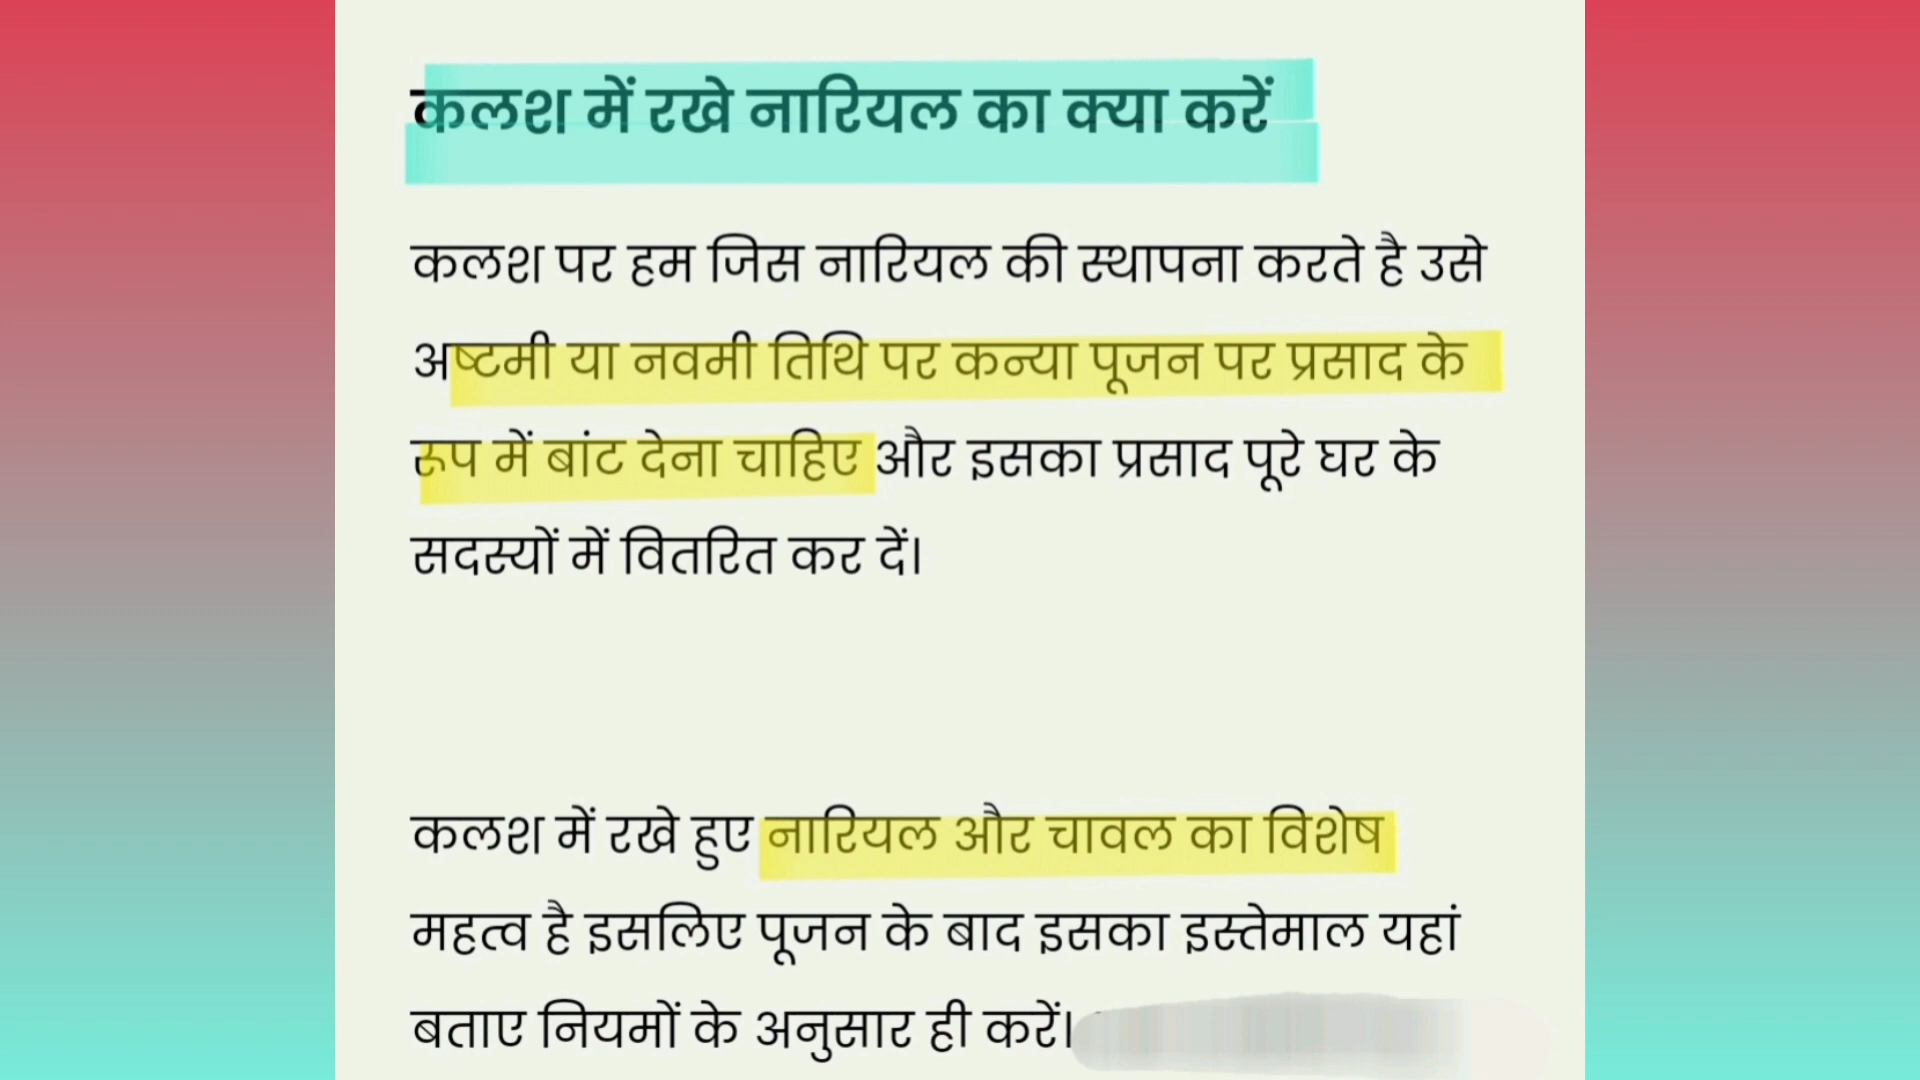 कलश में रखे नारियल का क्या करें
कलश पर हम जिस नारियल की स्थापना करते है उसे
अष्टमी या नवमी तिथि पर कन्या पूजन पर प्रसाद के
रूप में बांट देना चाहिए और इसका प्रसाद पूरे घर के
सदस्यों में वितरित कर दें।
कलश में रखे हुए नारियल और चावल का विशेष
महत्व है इसलिए पूजन के बाद इसका इस्तेमाल यहां
बताए नियमों के अनुसार ही करें।